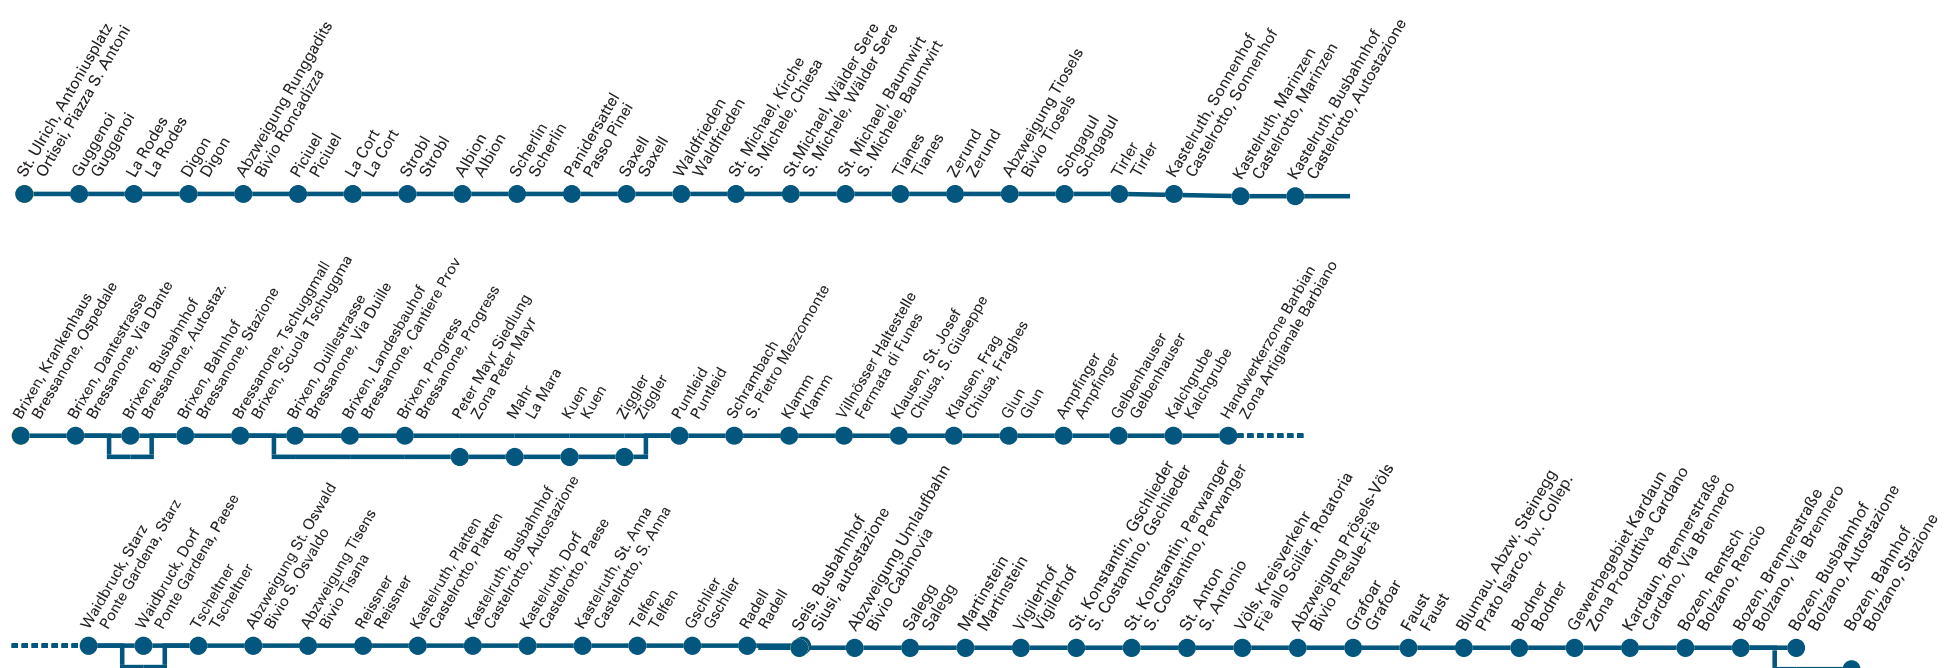 St. Ulrich, Antoniusplatz
Ortisei, Piazza S. Antoni
Guggenoi
Guggenoi
La Rodes
La Rodes
Digon
Digon
Abzweigung Runggadits
Bivio Roncadizza
Piciuel
Piciuel
La Cort
La Cort
Strobl
Strobl
Albion
Albion
Scherlin
Scherlin
Panidersattel
Passo Pinei
Saxell
Saxell
Waldfrieden
Waldfrieden
St. Michael, Kirche
S. Michele, Chiesa
St.Michael, Wälder Sere
S. Michele, Wälder Sere
St. Michael, Baumwirt
S. Michele, Baumwirt
Tianes
Tianes
Zerund
Zerund
Abzweigung Tiosels
Bivio Tiosels
Schgagul
Schgagul
Tirler
Tirler
Kastelruth, Sonnenhof
Castelrotto, Sonnenhof
Kastelruth, Marinzen
Castelrotto, Marinzen
Kastelruth, Busbahnhof
Castelrotto, Autostazione
Brixen, Krankenhaus
Bressanone, Ospedale
Brixen, Dantestrasse
Bressanone, Via Dante
Brixen, Busbahnhof
Bressanone, Autostaz.
Brixen, Bahnhof
Bressanone, Stazione
Bressanone, Tschuggmall
Brixen, Scuola Tschuggma
Brixen, Duillestrasse
Bressanone, Via Duille
Brixen, Landesbauhof
Bressanone, Cantiere Prov
Brixen, Progress
Bressanone, Progress
Peter Mayr Siedlung
Zona Peter Mayr
Mahr
La Mara
Kuen
Kuen
Ziggler
Ziggler
Puntleid
Puntleid
Schrambach
S. Pietro Mezzomonte
Klamm
Klamm
Villnösser Haltestelle
Fermata di Funes
Klausen, St. Josef
Chiusa, S. Giuseppe
Klausen, Frag
Chiusa, Fraghes
Glun
Glun
Ampfinger
Ampfinger
Gelbenhauser
Gelbenhauser
Kalchgrube
Kalchgrube
Handwerkerzone Barbian
Zona Artigianale Barbiano
Waidbruck, Starz
Ponte Gardena, Starz
Waidbruck, Dorf
Ponte Gardena, Paese
Tscheltner
Tscheltner
Abzweigung St. Oswald
Bivio S. Osvaldo
Abzweigung Tisens
Bivio Tisana
Reissner
Reissner
Kastelruth, Platten
Castelrotto, Platten
Kastelruth, Busbahnhof
Castelrotto, Autostazione
Kastelruth, Dorf
Castelrotto, Paese
Kastelruth, St. Anna
Castelrotto, S. Anna
Telfen
Telfen
Gschlier
Gschlier
Radell
Radell
Seis, Busbahnhof
Siusi, autostazione
Abzweigung Umlaufbahn
Bivio Cabinovia
Salegg
Salegg
Martinstein
Martinstein
Vigilerhof
Vigilerhof
St. Konstantin, Gschlieder
S. Costantino, Gschlieder
St. Konstantin, Perwanger
S. Costantino, Perwanger
St. Anton
S. Antonio
Völs, Kreisverkehr
Fiè allo Sciliar, Rotatoria
Abzweigung Prösels-Völs
Bivio Presule-Fiè
Grafoar
Grafoar
Faust
Faust
Blumau, Abzw. Steinegg
Prato Isarco, bv. Collep.
Bodner
Bodner
Gewerbegebiet Kardaun
Zona Produttiva Cardano
Kardaun, Brennerstraße
Cardano, Via Brennero
Bozen, Rentsch
Bolzano, Rencio
Bozen, Brennerstraße
Bolzano, Via Brennero
Bozen, Busbahnhof
Bolzano, Autostazione
Bozen, Bahnhof
Bolzano, Stazione